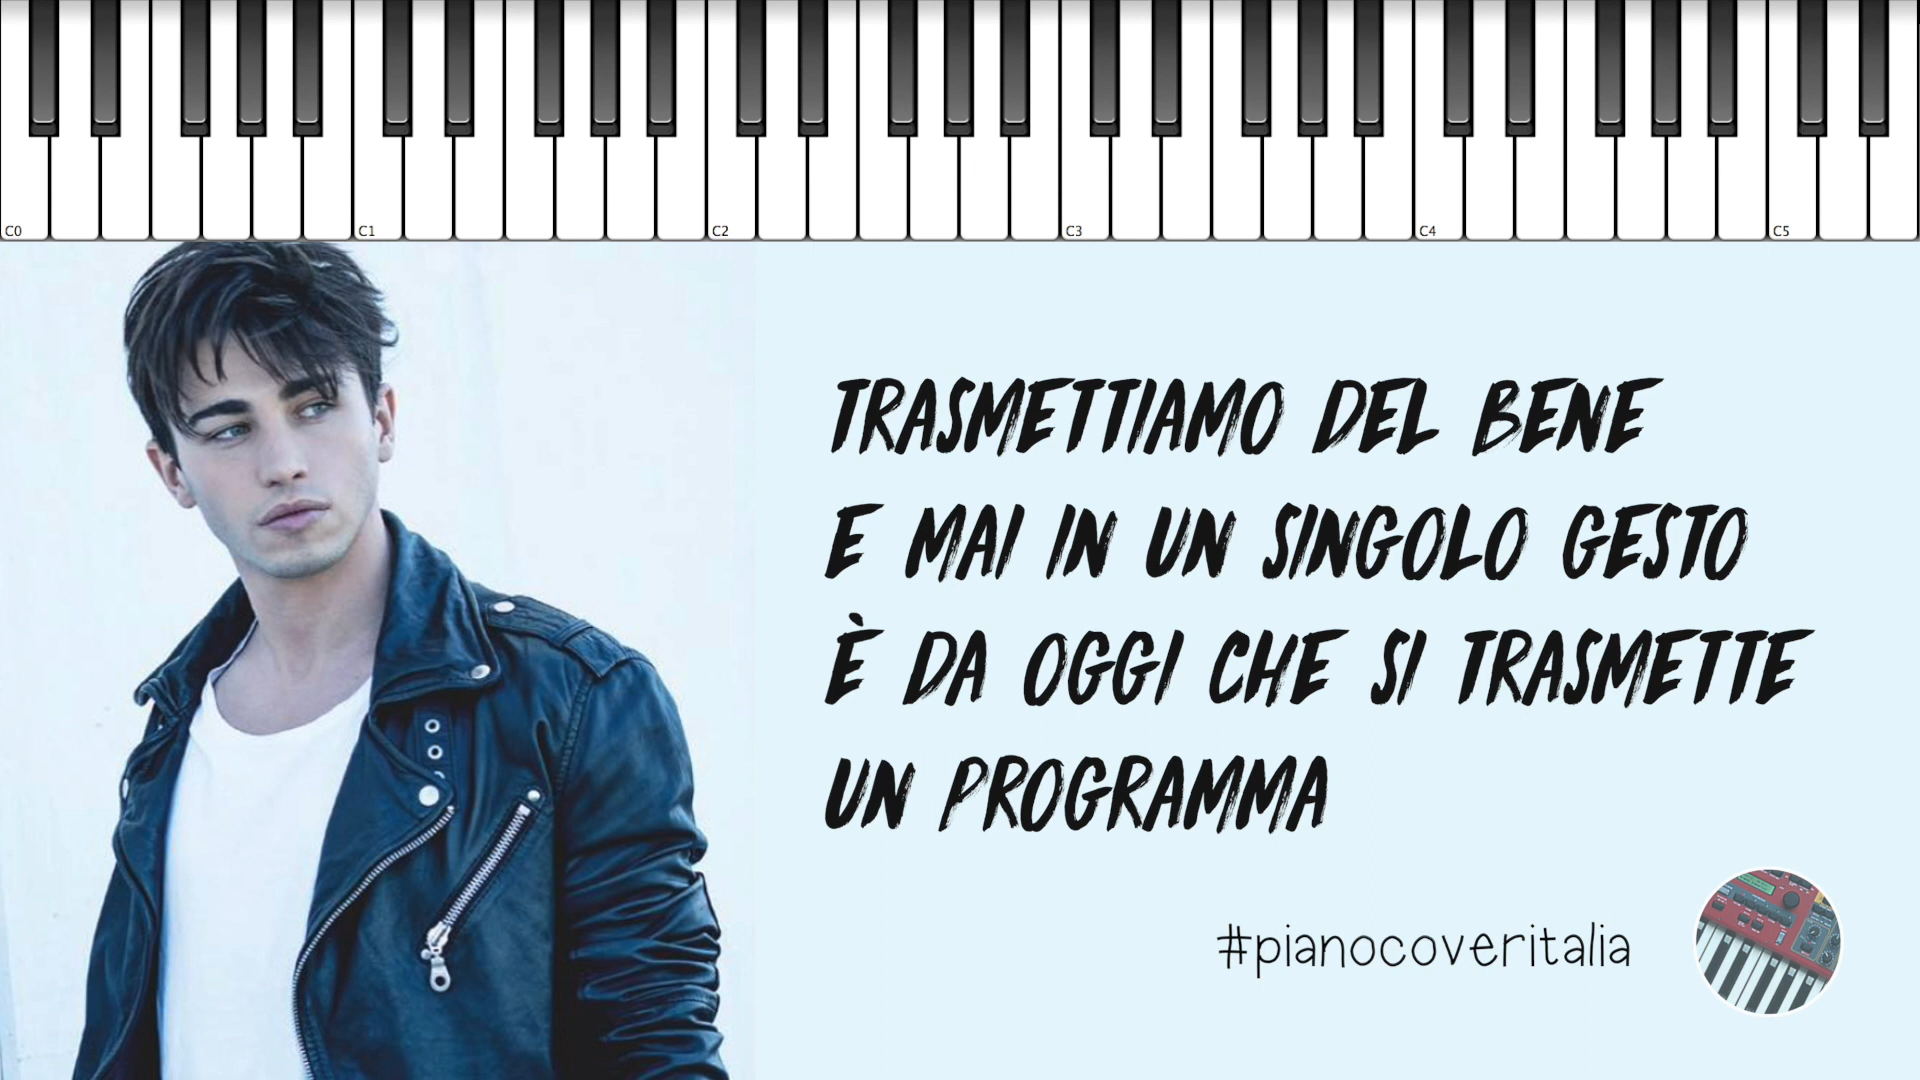 C0 C1 C2 C3 C4 C5
TRASMETTIAMO DEL BENE
E MAI IN UN SINGOLO GESTO
È DA OGGI CHE SI TRASMETTE
UN PROGRAMMA
#pianocoveritalia